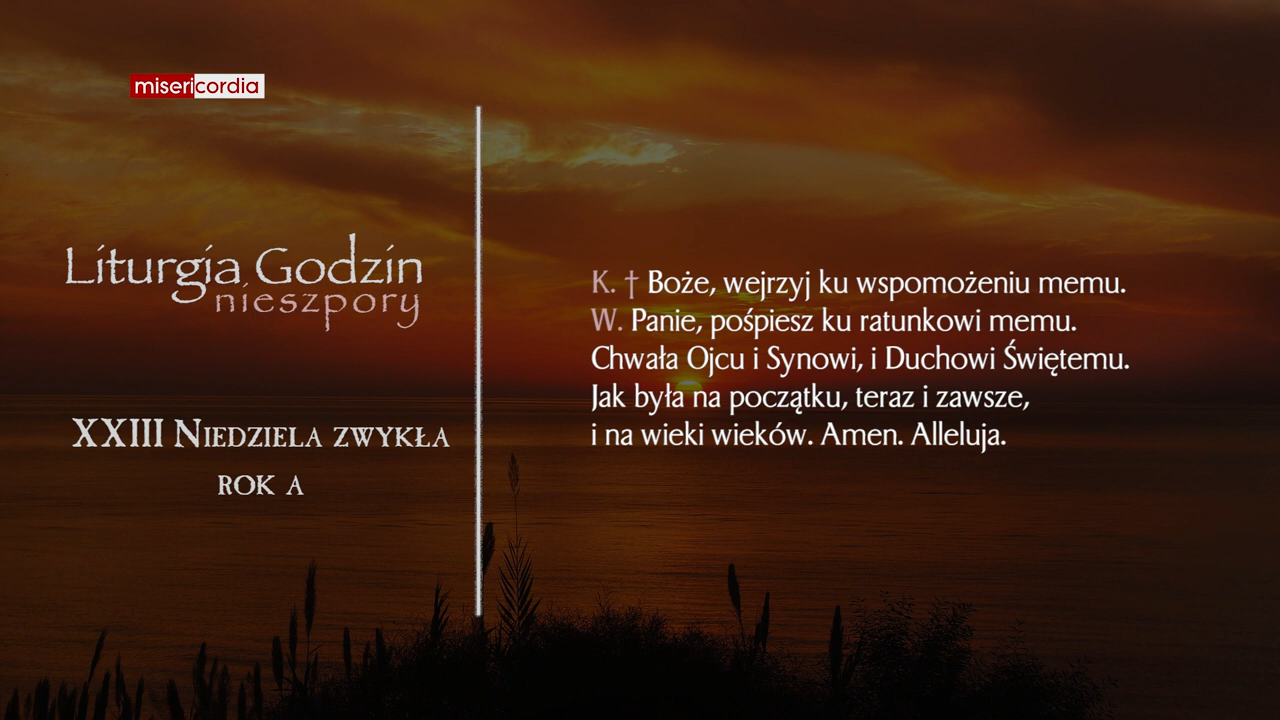 misericordia
Liturgia Godzin
nieszpory
XXIII Niedziela zwykła
rok a
K. † Boże, wejrzyj ku wspomożeniu memu.
W. Panie, pośpiesz ku ratunkowi memu.
Chwała Ojcu i Synowi, i Duchowi Świętemu.
Jak była na początku, teraz i zawsze,
i na wieki wieków. Amen. Alleluja.